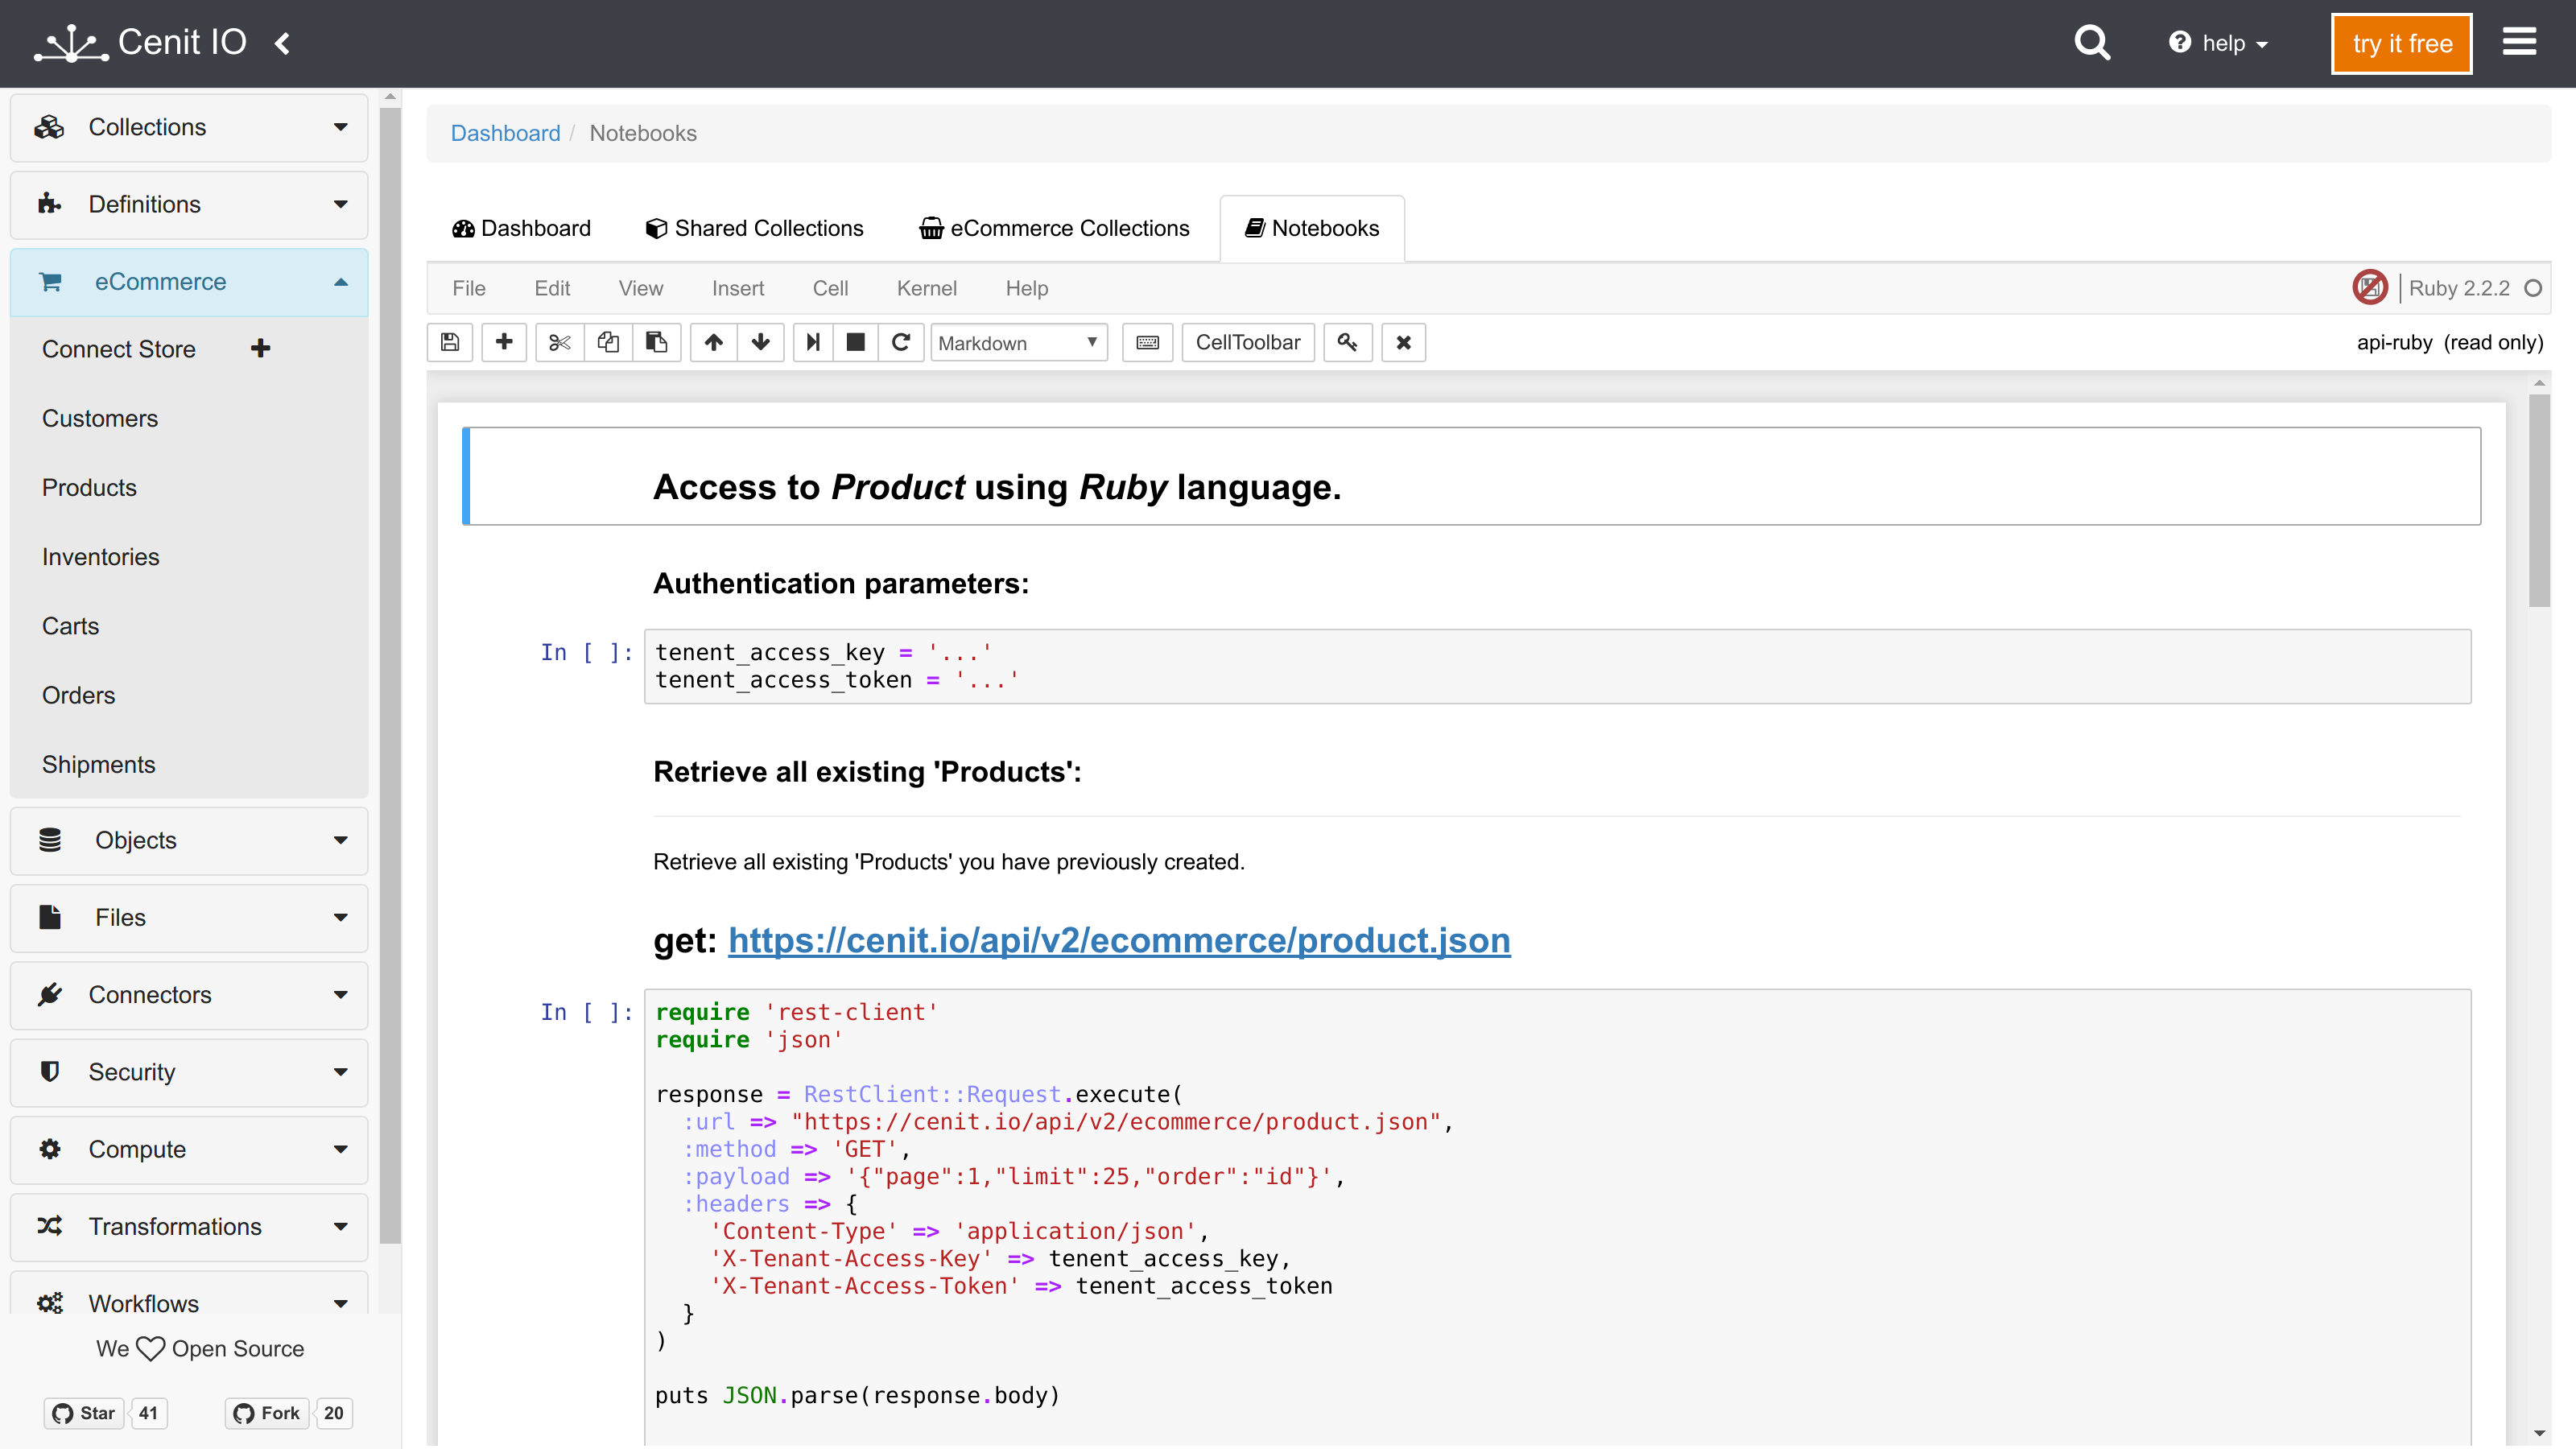 Cenit IO
help
try it free
Collections
Definitions
eCommerce
Connect Store
Customers
Products
Inventories
Carts
Orders
Shipments
Objects
Files
Connectors
Security
Compute
Transformations
Workflows
We Open Source
Star 41 Fork 20
Dashboard / Notebooks
Dashboard Shared Collections eCommerce Collections Notebooks
File Edit View Insert Cell Kernel Help Ruby 2.2.2
Markdown CellToolbar api-ruby (read only)
Access to Product using Ruby language.
Authentication parameters:
In [ ]: tenent_access_key = '...'
tenent_access_token = '...'
Retrieve all existing 'Products':
Retrieve all existing 'Products' you have previously created.
get: https://cenit.io/api/v2/ecommerce/product.json
In [ ]: require 'rest-client'
require 'json'
response = RestClient::Request.execute(
:url => "https://cenit.io/api/v2/ecommerce/product.json",
:method => 'GET',
:payload => '{"page":1,"limit":25,"order":"id"}',
:headers => {
'Content-Type' => 'application/json',
'X-Tenant-Access-Key' => tenent_access_key,
'X-Tenant-Access-Token' => tenent_access_token
}
)
puts JSON.parse(response.body)